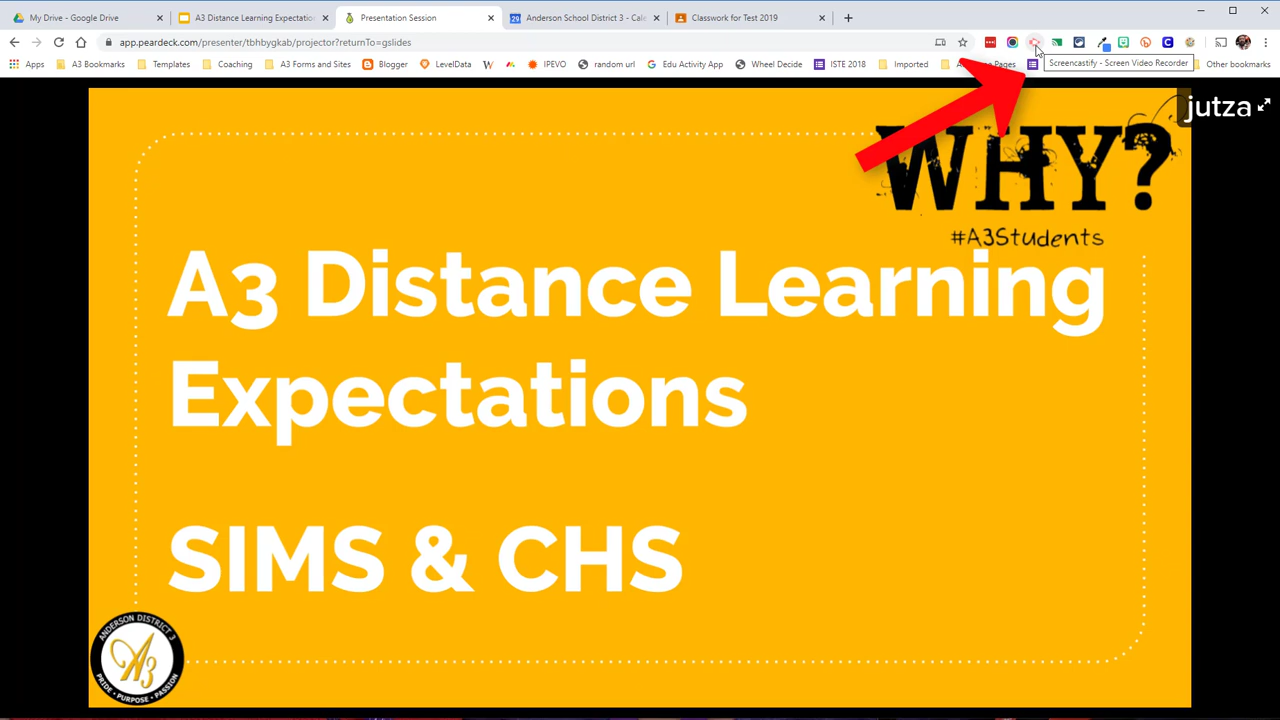 My Drive - Google Drive
A3 Distance Learning Expectatio
Presentation Session
29 Anderson School District 3 - Cale
Classwork for Test 2019
app.peardeck.com/presenter/tbhbygkab/projector?returnTo=gslides
Apps
A3 Bookmarks
Templates
Coaching
A3 Forms and Sites
Blogger
LevelData
W
IPEVO
random url
Edu Activity App
Wheel Decide
ISTE 2018
Imported
Pages
Screencastify - Screen Video Recorder
Other bookmarks
jutza
WHY?
#A3Students
A3 Distance Learning
Expectations
SIMS & CHS
ANDERSON DISTRICT 3
A3
PRIDE • PURPOSE • PASSION